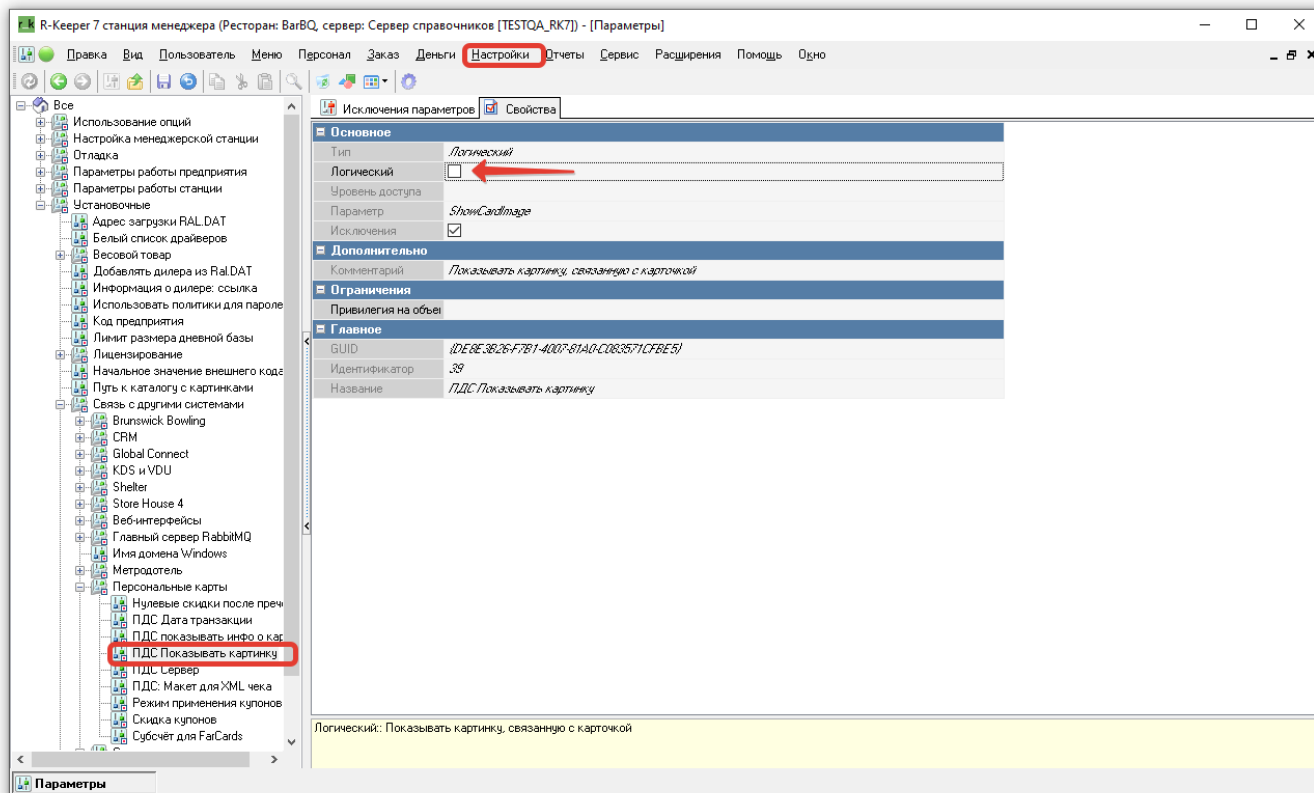 R-Keeper 7 станция менеджера (Ресторан: BarBQ, сервер: Сервер справочников [TESTQA_RK7]) - [Параметры]
Правка Вид Пользователь Меню Персонал Заказ Деньги Настройки Отчеты Сервис Расширения Помощь Окно
Все
Использование опций
Настройка менеджерской станции
Отладка
Параметры работы предприятия
Параметры работы станции
Установочные
Адрес загрузки RAL.DAT
Белый список драйверов
Весовой товар
Добавлять дилера из Ral.DAT
Информация о дилере: ссылка
Использовать политики для пароле
Код предприятия
Лимит размера дневной базы
Лицензирование
Начальное значение внешнего кода
Путь к каталогу с картинками
Связь с другими системами
Brunswick Bowling
CRM
Global Connect
KDS и VDU
Shelter
Store House 4
Веб-интерфейсы
Главный сервер RabbitMQ
Имя домена Windows
Метродотель
Персональные карты
Нулевые скидки после преч
ПДС Дата транзакции
ПДС показывать инфо о кар
ПДС Показывать картинку
ПДС Сервер
ПДС: Макет для XML чека
Режим применения купонов
Скидка купонов
Субсчёт для FarCards
Исключения параметров Свойства
Основное
Тип Логический
Логический
Уровень доступа
Параметр ShowCardImage
Исключения
Дополнительно
Комментарий Показывать картинку, связанную с карточкой
Ограничения
Привилегия на объек
Главное
GUID {DE8E3B26-F7B1-4007-81A0-C083571CFBE5}
Идентификатор 39
Название ПДС Показывать картинку
Логический:: Показывать картинку, связанную с карточкой
Параметры